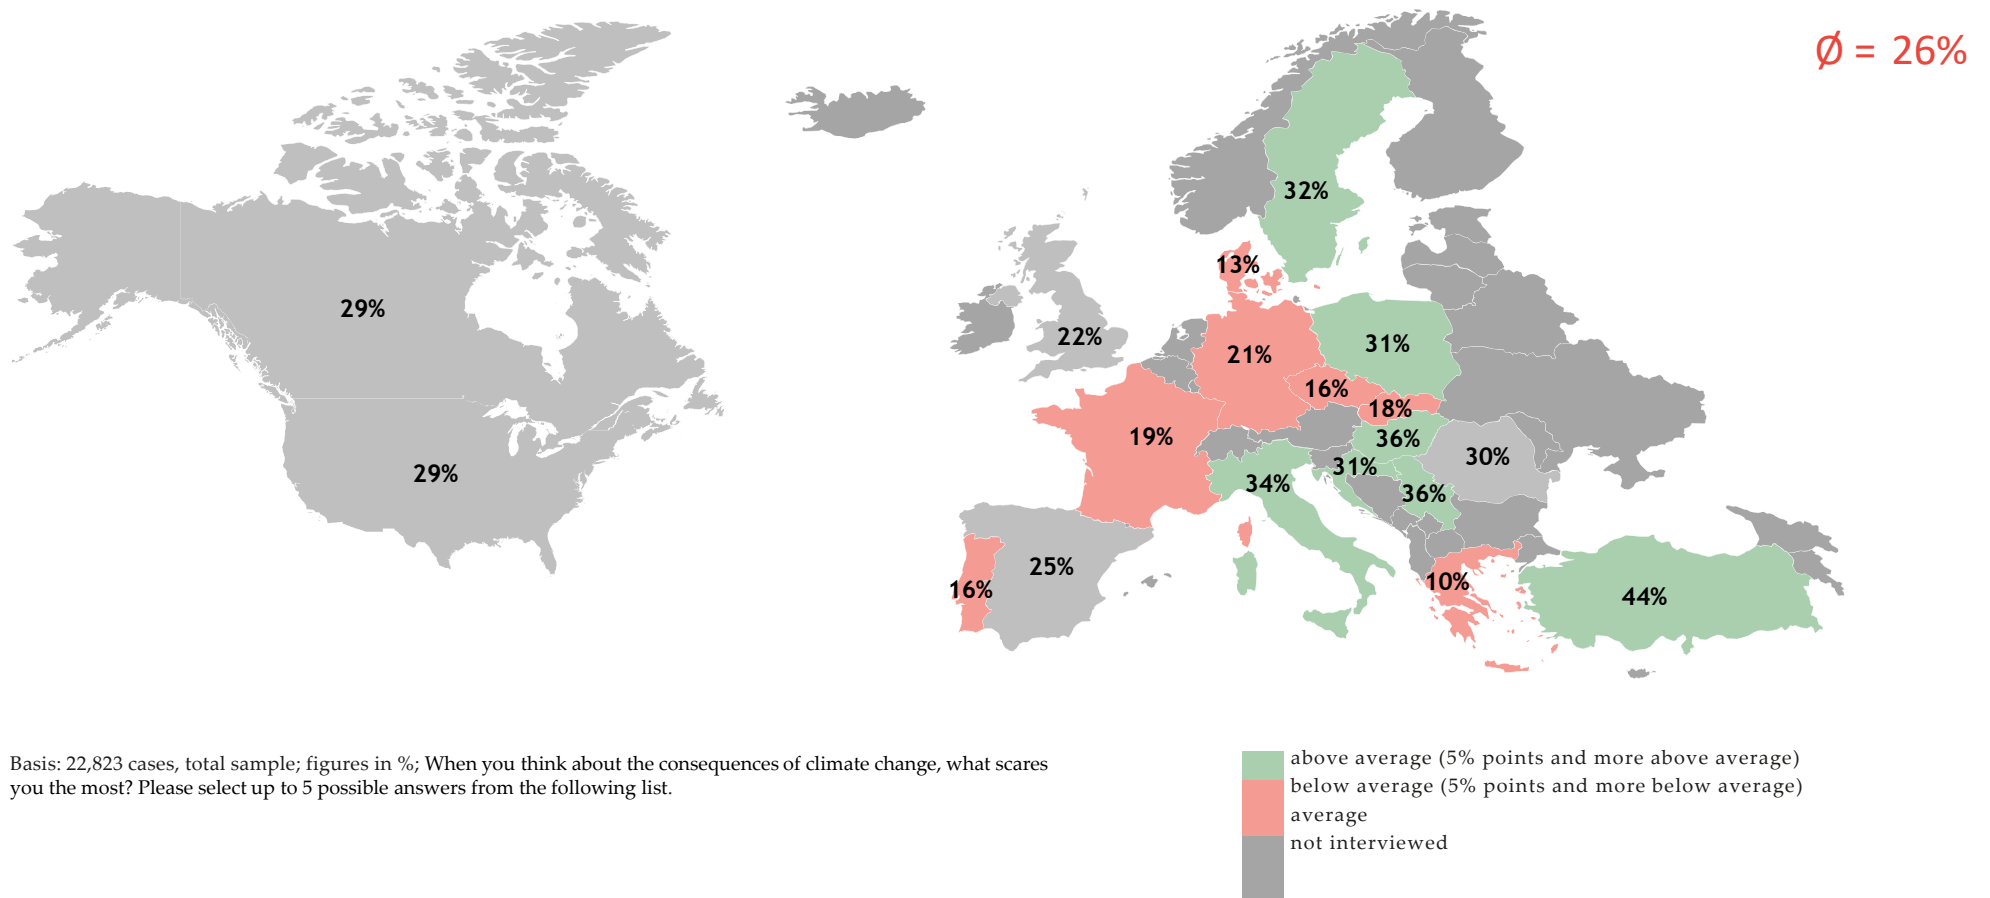 Ø = 26%
32%
13%
29%
22%
31%
21%
16%
18%
19%
36%
30%
31%
29%
34%
36%
25%
10%
16%
44%
Basis: 22,823 cases, total sample; figures in %; When you think about the consequences of climate change, what scares
you the most? Please select up to 5 possible answers from the following list.
above average (5% points and more above average)
below average (5% points and more below average)
average
not interviewed